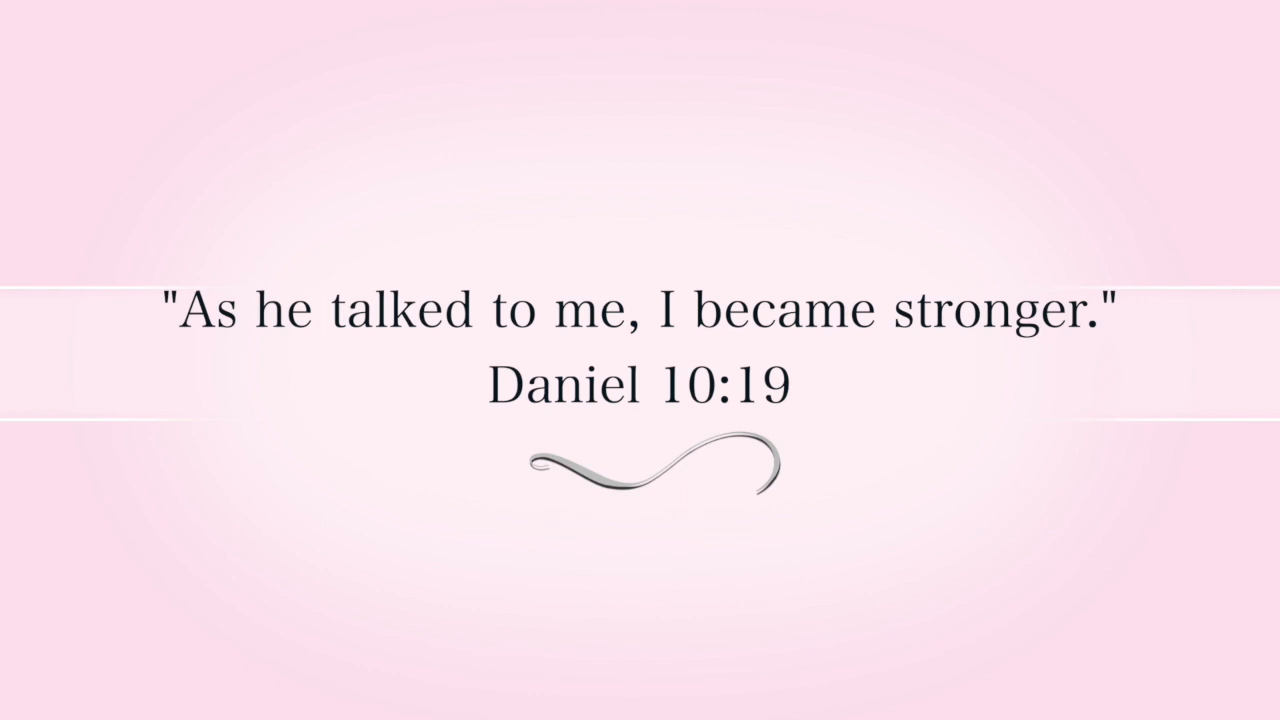 "As he talked to me, I became stronger."
Daniel 10:19